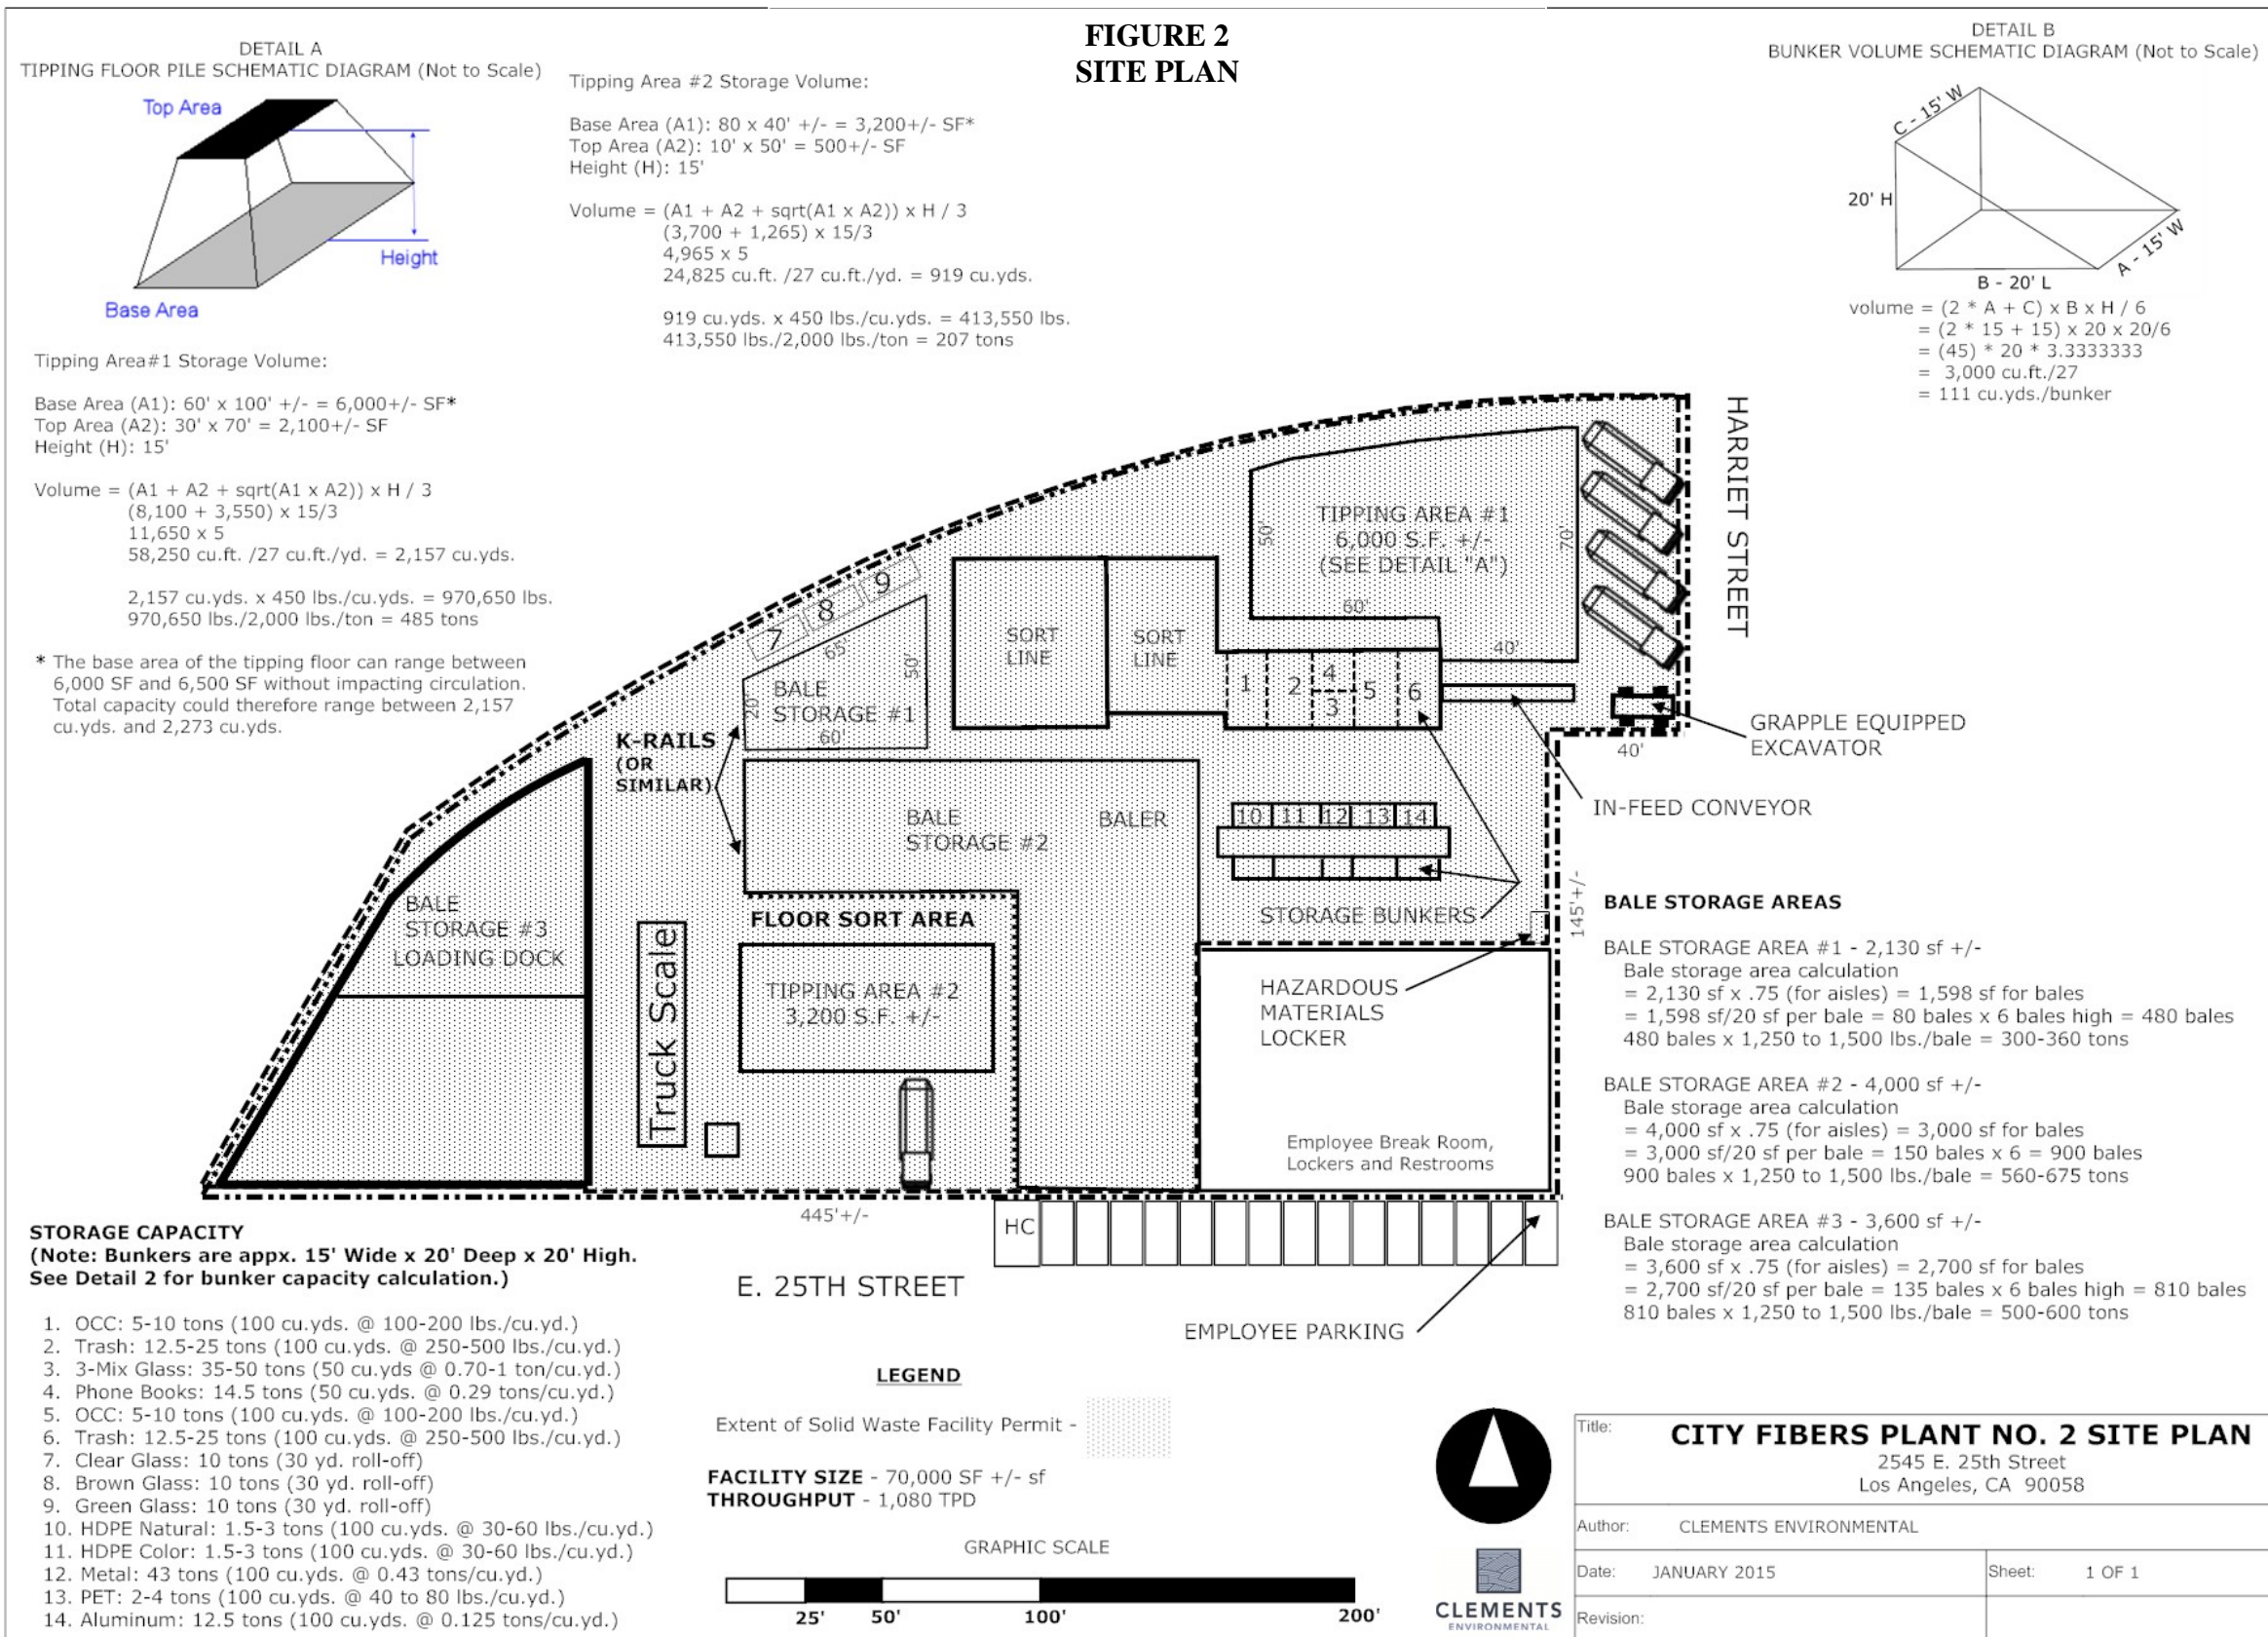 FIGURE 2
SITE PLAN
DETAIL A
TIPPING FLOOR PILE SCHEMATIC DIAGRAM (Not to Scale)
Top Area
Height
Base Area
Tipping Area#1 Storage Volume:
Base Area (A1): 60' x 100' +/- = 6,000+/- SF*
Top Area (A2): 30' x 70' = 2,100+/- SF
Height (H): 15'
Volume = (A1 + A2 + sqrt(A1 x A2)) x H / 3
(8,100 + 3,550) x 15/3
11,650 x 5
58,250 cu.ft. /27 cu.ft./yd. = 2,157 cu.yds.
2,157 cu.yds. x 450 lbs./cu.yds. = 970,650 lbs.
970,650 lbs./2,000 lbs./ton = 485 tons
* The base area of the tipping floor can range between
6,000 SF and 6,500 SF without impacting circulation.
Total capacity could therefore range between 2,157
cu.yds. and 2,273 cu.yds.
Tipping Area #2 Storage Volume:
Base Area (A1): 80 x 40' +/- = 3,200+/- SF*
Top Area (A2): 10' x 50' = 500+/- SF
Height (H): 15'
Volume = (A1 + A2 + sqrt(A1 x A2)) x H / 3
(3,700 + 1,265) x 15/3
4,965 x 5
24,825 cu.ft. /27 cu.ft./yd. = 919 cu.yds.
919 cu.yds. x 450 lbs./cu.yds. = 413,550 lbs.
413,550 lbs./2,000 lbs./ton = 207 tons
DETAIL B
BUNKER VOLUME SCHEMATIC DIAGRAM (Not to Scale)
C - 15' W
20' H
A - 15' W
B - 20' L
volume = (2 * A + C) x B x H / 6
= (2 * 15 + 15) x 20 x 20/6
= (45) * 20 * 3.3333333
= 3,000 cu.ft./27
= 111 cu.yds./bunker
HARRIET STREET
TIPPING AREA #1
6,000 S.F. +/-
(SEE DETAIL "A")
50'
70'
60'
40'
SORT
LINE
SORT
LINE
1
2
4
3
5
6
7
8
9
65'
50'
20'
60'
BALE
STORAGE #1
K-RAILS
(OR
SIMILAR)
BALE
STORAGE #2
BALER
10
11
12
13
14
STORAGE BUNKERS
40'
GRAPPLE EQUIPPED
EXCAVATOR
IN-FEED CONVEYOR
145'+/-
BALE
STORAGE #3
LOADING DOCK
Truck Scale
FLOOR SORT AREA
TIPPING AREA #2
3,200 S.F. +/-
HAZARDOUS
MATERIALS
LOCKER
Employee Break Room,
Lockers and Restrooms
445'+/-
HC
E. 25TH STREET
EMPLOYEE PARKING
BALE STORAGE AREAS
BALE STORAGE AREA #1 - 2,130 sf +/-
Bale storage area calculation
= 2,130 sf x .75 (for aisles) = 1,598 sf for bales
= 1,598 sf/20 sf per bale = 80 bales x 6 bales high = 480 bales
480 bales x 1,250 to 1,500 lbs./bale = 300-360 tons
BALE STORAGE AREA #2 - 4,000 sf +/-
Bale storage area calculation
= 4,000 sf x .75 (for aisles) = 3,000 sf for bales
= 3,000 sf/20 sf per bale = 150 bales x 6 = 900 bales
900 bales x 1,250 to 1,500 lbs./bale = 560-675 tons
BALE STORAGE AREA #3 - 3,600 sf +/-
Bale storage area calculation
= 3,600 sf x .75 (for aisles) = 2,700 sf for bales
= 2,700 sf/20 sf per bale = 135 bales x 6 bales high = 810 bales
810 bales x 1,250 to 1,500 lbs./bale = 500-600 tons
STORAGE CAPACITY
(Note: Bunkers are appx. 15' Wide x 20' Deep x 20' High.
See Detail 2 for bunker capacity calculation.)
1. OCC: 5-10 tons (100 cu.yds. @ 100-200 lbs./cu.yd.)
2. Trash: 12.5-25 tons (100 cu.yds. @ 250-500 lbs./cu.yd.)
3. 3-Mix Glass: 35-50 tons (50 cu.yds @ 0.70-1 ton/cu.yd.)
4. Phone Books: 14.5 tons (50 cu.yds. @ 0.29 tons/cu.yd.)
5. OCC: 5-10 tons (100 cu.yds. @ 100-200 lbs./cu.yd.)
6. Trash: 12.5-25 tons (100 cu.yds. @ 250-500 lbs./cu.yd.)
7. Clear Glass: 10 tons (30 yd. roll-off)
8. Brown Glass: 10 tons (30 yd. roll-off)
9. Green Glass: 10 tons (30 yd. roll-off)
10. HDPE Natural: 1.5-3 tons (100 cu.yds. @ 30-60 lbs./cu.yd.)
11. HDPE Color: 1.5-3 tons (100 cu.yds. @ 30-60 lbs./cu.yd.)
12. Metal: 43 tons (100 cu.yds. @ 0.43 tons/cu.yd.)
13. PET: 2-4 tons (100 cu.yds. @ 40 to 80 lbs./cu.yd.)
14. Aluminum: 12.5 tons (100 cu.yds. @ 0.125 tons/cu.yd.)
LEGEND
Extent of Solid Waste Facility Permit -
FACILITY SIZE - 70,000 SF +/- sf
THROUGHPUT - 1,080 TPD
GRAPHIC SCALE
25' 50' 100' 200'
CLEMENTS
ENVIRONMENTAL
Title: CITY FIBERS PLANT NO. 2 SITE PLAN
2545 E. 25th Street
Los Angeles, CA 90058
Author: CLEMENTS ENVIRONMENTAL
Date: JANUARY 2015 Sheet: 1 OF 1
Revision: